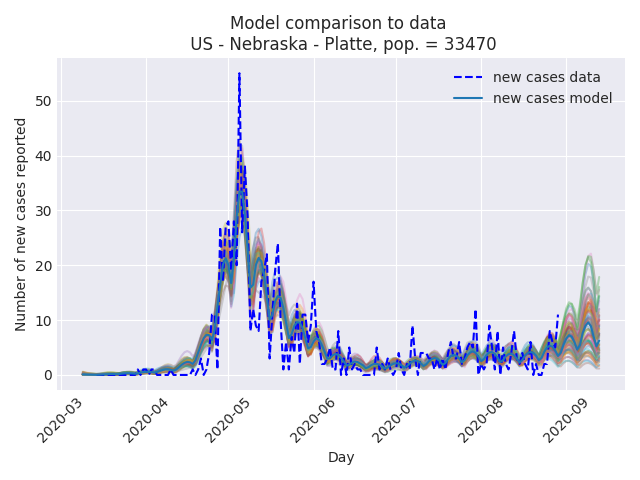 Model comparison to data
US - Nebraska - Platte, pop. = 33470
new cases data
new cases model
Number of new cases reported
50
40
30
20
10
0
2020-03
2020-04
2020-05
2020-06
2020-07
2020-08
2020-09
Day